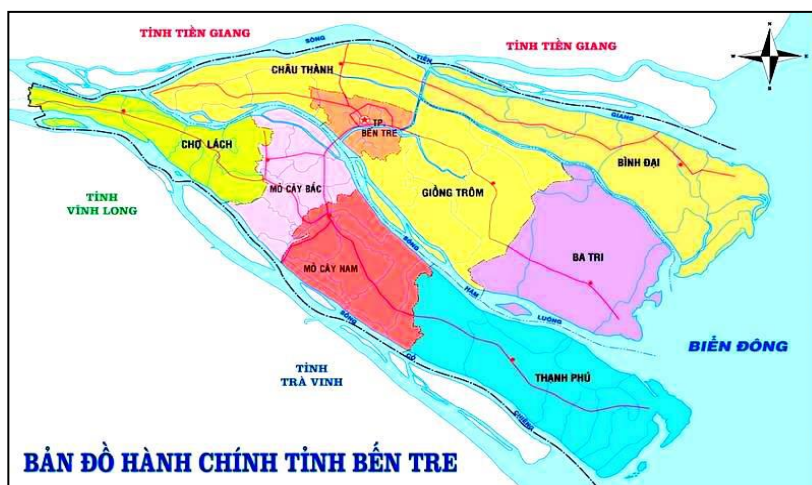 TỈNH TIỀN GIANG
SÔNG
TIỀN
TỈNH TIỀN GIANG
CHÂU THÀNH
GIANG
TP.
BẾN TRE
CHỢ LÁCH
BÌNH ĐẠI
MỎ CÀY BẮC
GIỒNG TRÔM
TỈNH
VĨNH LONG
SÔNG
BA TRI
MỎ CÀY NAM
HÀM
LUÔNG
SÔNG
CỔ
BIỂN ĐÔNG
TỈNH
TRÀ VINH
THẠNH PHÚ
CHIÊN
BẢN ĐỒ HÀNH CHÍNH TỈNH BẾN TRE